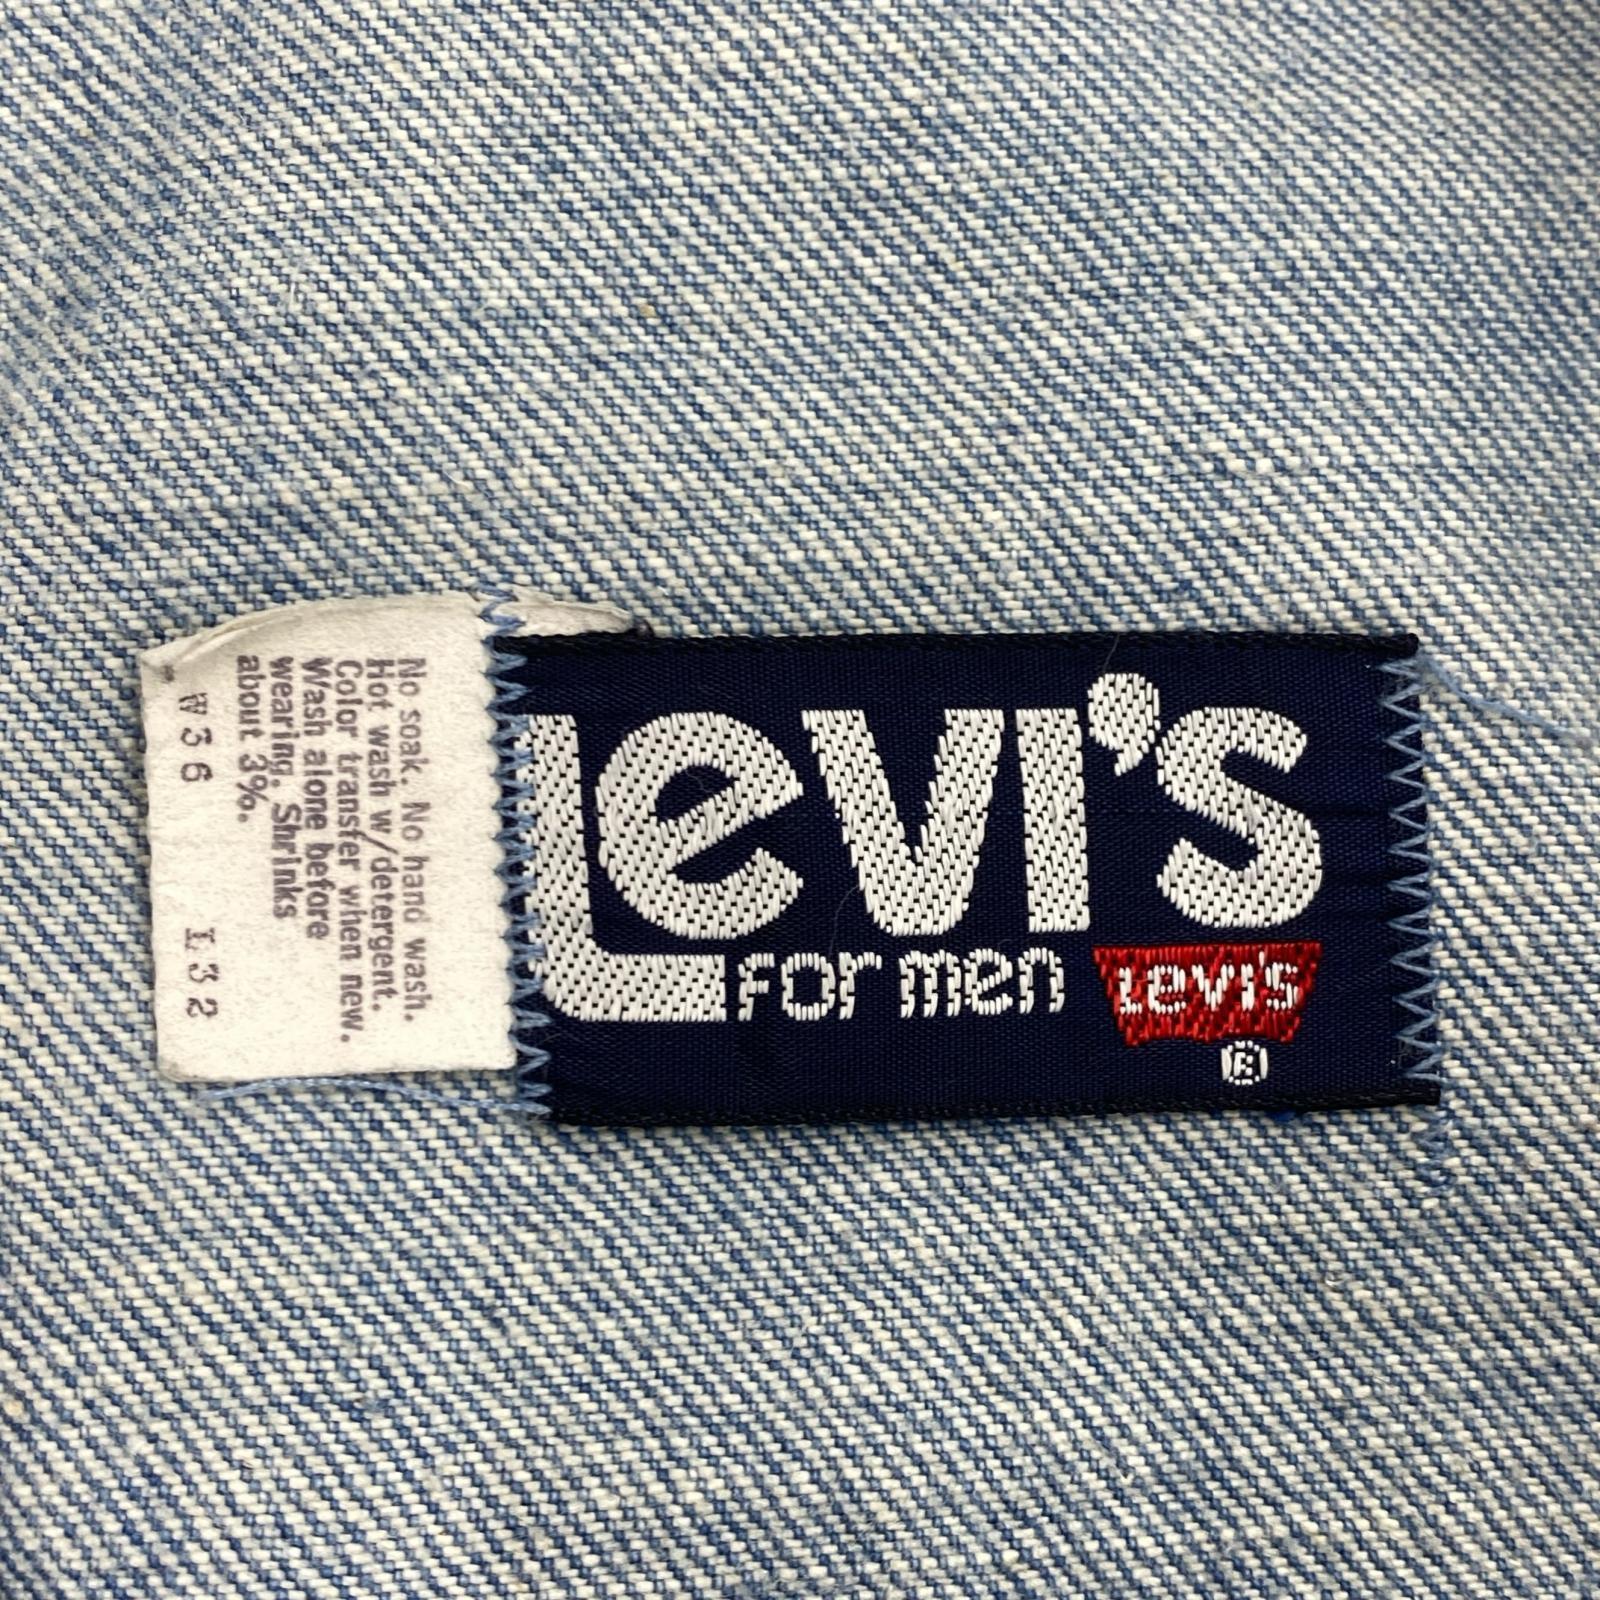 No soak. No hand wash.
Hot wash w/detergent.
Color transfer when new.
Wash alone before
wearing. Shrinks
about 3%.
W36 L32
Levi's
for men
Levi's
®